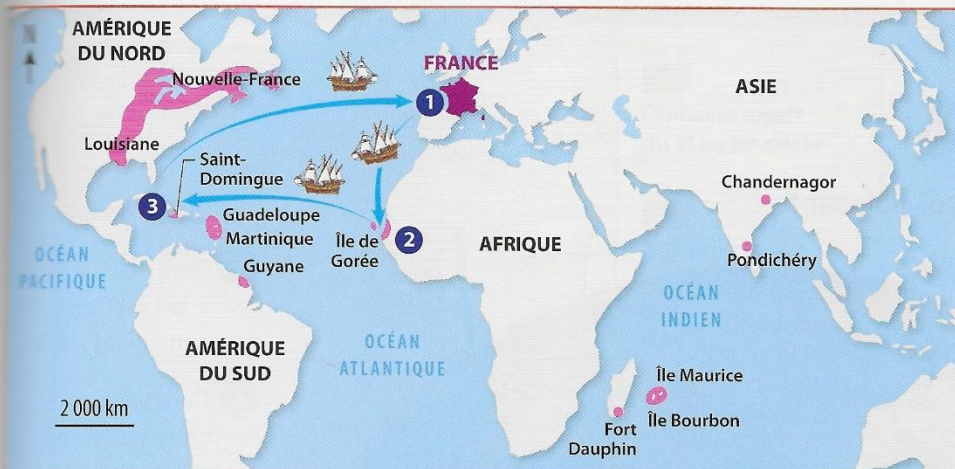 N
AMÉRIQUE
DU NORD
Nouvelle-France
Louisiane
FRANCE
1
ASIE
Saint-
Domingue
3
Guadeloupe
Martinique
Guyane
Île de
Gorée
2
AFRIQUE
Chandernagor
Pondichéry
OCÉAN
PACIFIQUE
OCÉAN
INDIEN
OCÉAN
ATLANTIQUE
AMÉRIQUE
DU SUD
2 000 km
Île Maurice
Île Bourbon
Fort
Dauphin